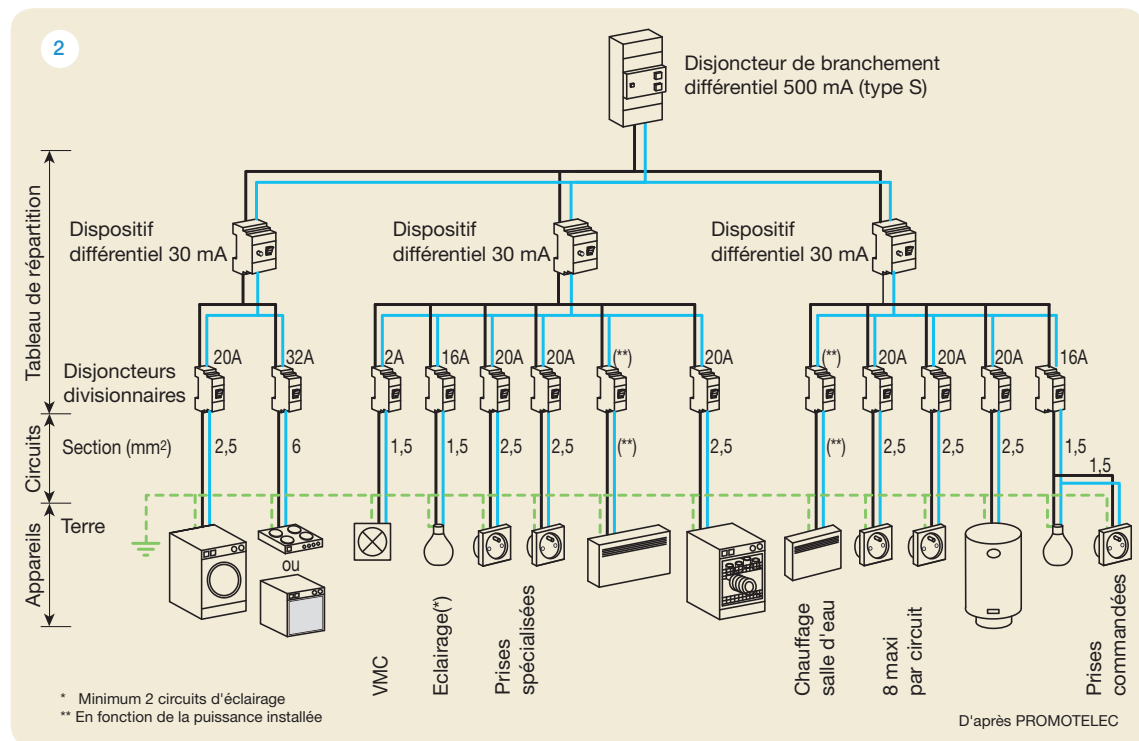 2
Disjoncteur de branchement
différentiel 500 mA (type S)
Tableau de répartition
Dispositif
différentiel 30 mA
Dispositif
différentiel 30 mA
Dispositif
différentiel 30 mA
Disjoncteurs
divisionnaires
20A
32A
2A
16A
20A
20A
(**)
20A
(**)
20A
20A
20A
16A
Circuits
Section (mm²)
2,5
6
1,5
1,5
2,5
2,5
(**)
2,5
(**)
2,5
2,5
2,5
1,5
1,5
Appareils
Terre
ou
VMC
Eclairage(*)
Prises
spécialisées
Chauffage
salle d'eau
8 maxi
par circuit
Prises
commandées
* Minimum 2 circuits d'éclairage
** En fonction de la puissance installée
D'après PROMOTELEC